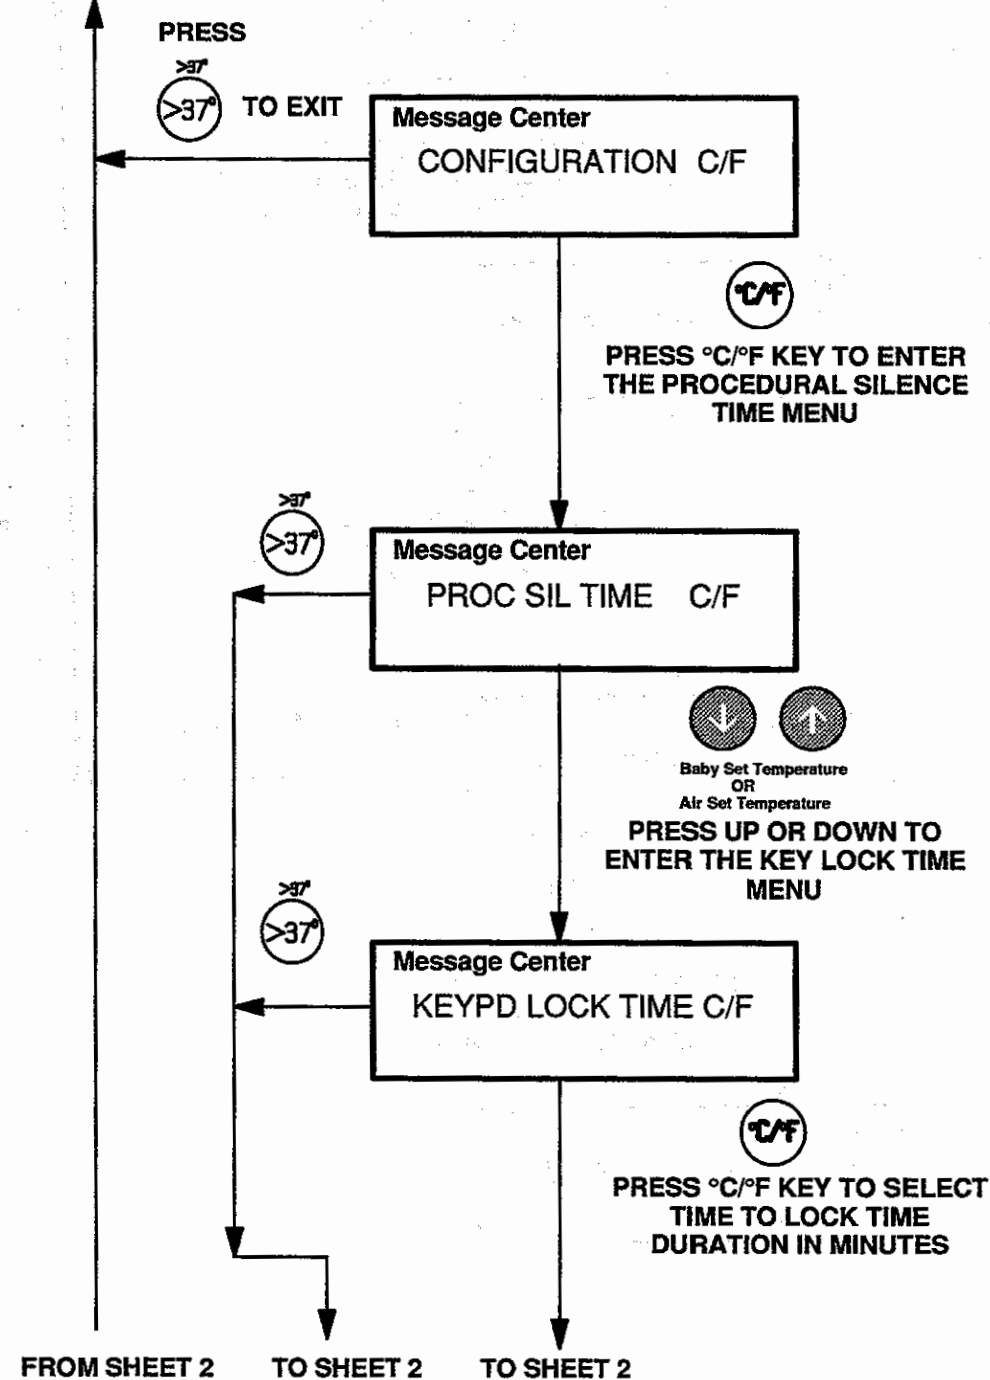 PRESS
>37°
>37°
TO EXIT
Message Center
CONFIGURATION C/F
°C/°F
PRESS °C/°F KEY TO ENTER
THE PROCEDURAL SILENCE
TIME MENU
>37°
>37°
Message Center
PROC SIL TIME C/F
Baby Set Temperature
OR
Air Set Temperature
PRESS UP OR DOWN TO
ENTER THE KEY LOCK TIME
MENU
>37°
>37°
Message Center
KEYPD LOCK TIME C/F
°C/°F
PRESS °C/°F KEY TO SELECT
TIME TO LOCK TIME
DURATION IN MINUTES
FROM SHEET 2
TO SHEET 2
TO SHEET 2